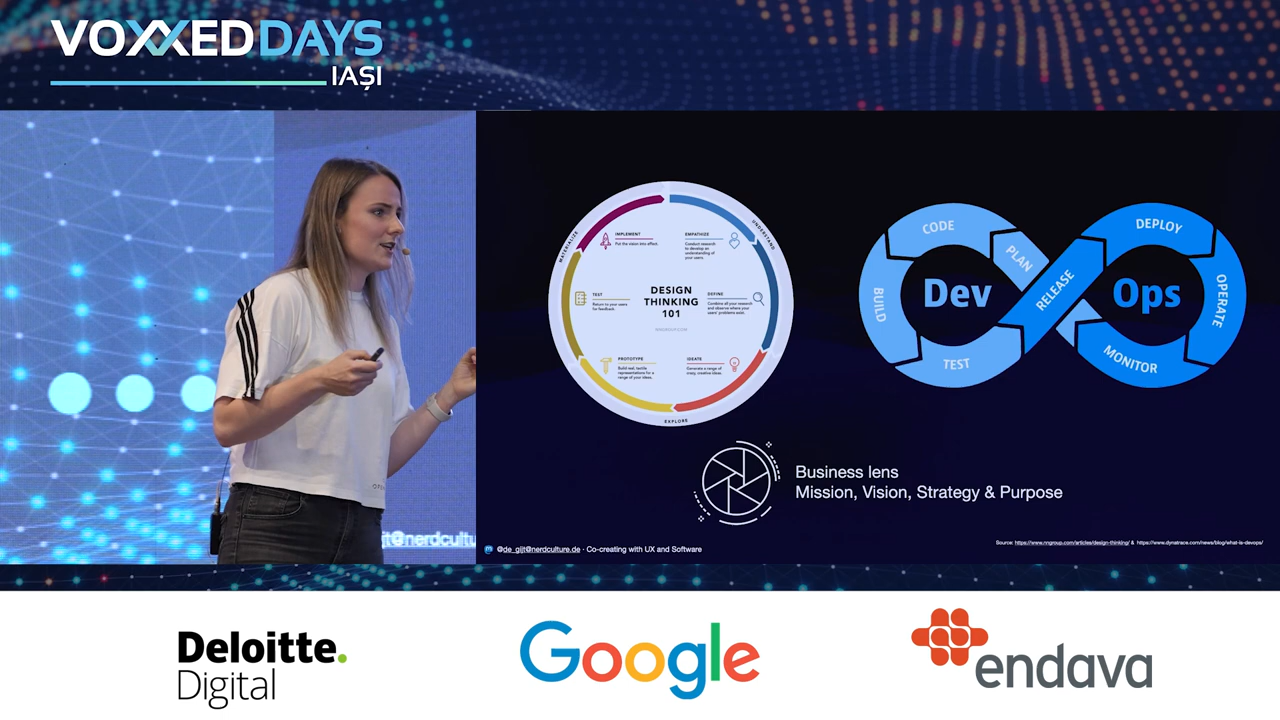 VOXXEDDAYS
IAȘI
MATERIALIZE
UNDERSTAND
EXPLORE
IMPLEMENT
Put the vision into effect.
EMPATHIZE
Conduct research
to develop an
understanding of
your users.
TEST
Return to your users
for feedback.
DESIGN
THINKING
101
NNGROUP.COM
DEFINE
Combine all your research
and observe where your
users' problems exist.
PROTOTYPE
Build real, tactile
representations for a
range of your ideas.
IDEATE
Generate a range of
crazy, creative ideas.
CODE
PLAN
BUILD
TEST
Dev
RELEASE
DEPLOY
OPERATE
MONITOR
Ops
Business lens
Mission, Vision, Strategy & Purpose
@de_gijt@nerdculture.de · Co-creating with UX and Software
Source: https://www.nngroup.com/articles/design-thinking/ & https://www.dynatrace.com/news/blog/what-is-devops/
Deloitte.
Digital
Google
endava